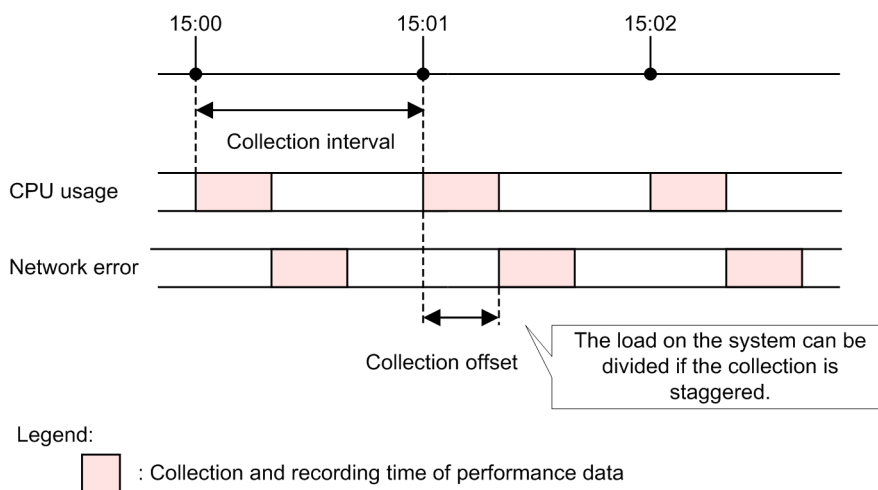 15:00
15:01
15:02
Collection interval
CPU usage
Network error
Collection offset
The load on the system can be
divided if the collection is
staggered.
Legend:
: Collection and recording time of performance data